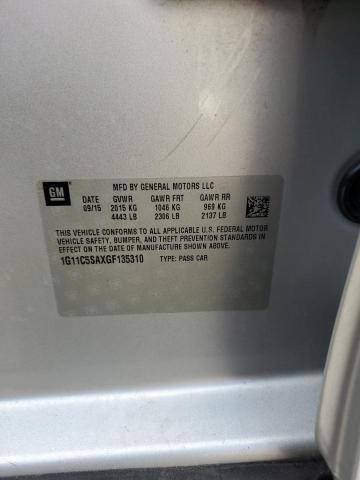 GM
MFD BY GENERAL MOTORS LLC
DATE GVWR GAWR FRT GAWR RR
09/15 2015 KG 1046 KG 969 KG
4443 LB 2306 LB 2137 LB
THIS VEHICLE CONFORMS TO ALL APPLICABLE U.S. FEDERAL MOTOR
VEHICLE SAFETY, BUMPER, AND THEFT PREVENTION STANDARDS
IN EFFECT ON THE DATE OF MANUFACTURE SHOWN ABOVE.
1G11C5SAXGF135310 TYPE: PASS CAR